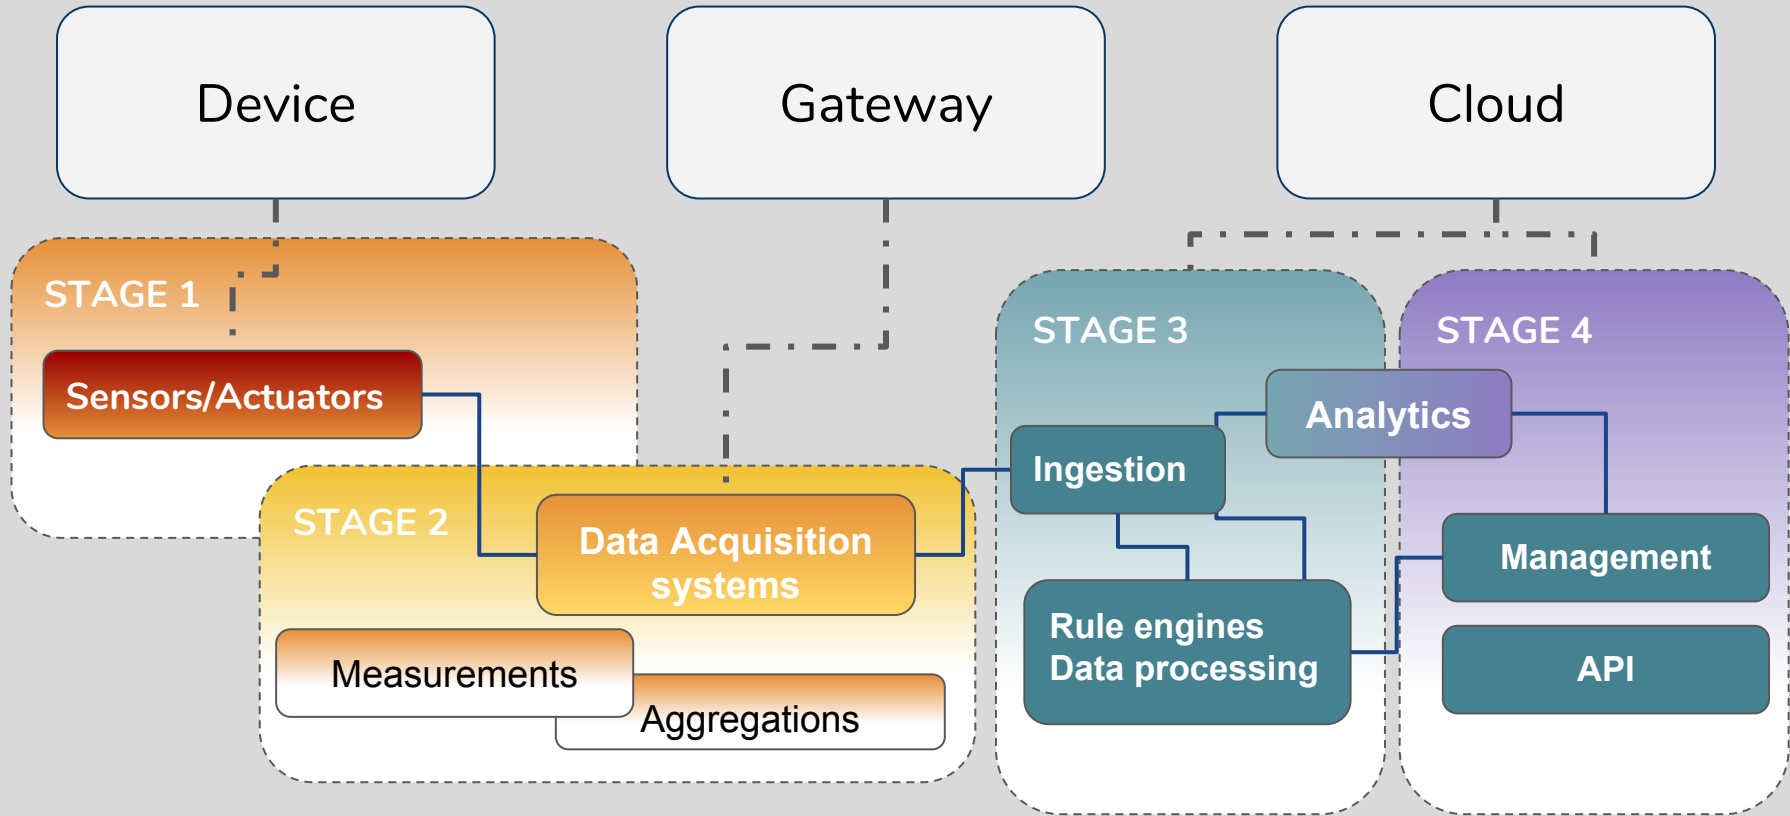 Device
Gateway
Cloud
STAGE 1
Sensors/Actuators
STAGE 2
Data Acquisition
systems
Measurements
Aggregations
STAGE 3
Ingestion
Analytics
Rule engines
Data processing
STAGE 4
Management
API